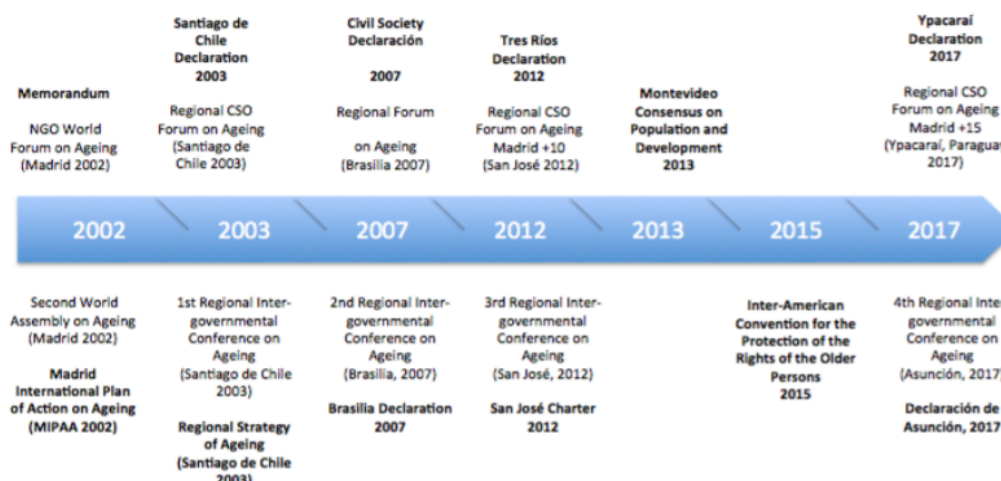 Memorandum
NGO World
Forum on Ageing
(Madrid 2002)
Santiago de
Chile
Declaration
2003
Regional CSO
Forum on Ageing
(Santiago de
Chile 2003)
Civil Society
Declaración
2007
Regional Forum
on Ageing
(Brasilia 2007)
Tres Ríos
Declaration
2012
Regional CSO
Forum on Ageing
Madrid +10
(San José 2012)
Montevideo
Consensus on
Population and
Development
2013
Ypacaraí
Declaration
2017
Regional CSO
Forum on Ageing
Madrid +15
(Ypacaraí, Paraguay
2017)
2002
2003
2007
2012
2013
2015
2017
Second World
Assembly on Ageing
(Madrid 2002)
Madrid
International Plan
of Action on Ageing
(MIPAA 2002)
1st Regional Inter-
governmental
Conference on
Ageing
(Santiago de Chile
2003)
Regional Strategy
of Ageing
(Santiago de Chile
2003)
2nd Regional Inter-
governmental
Conference on
Ageing
(Brasilia, 2007)
Brasilia Declaration
2007
3rd Regional Inter-
governmental
Conference on
Ageing
(San José, 2012)
San José Charter
2012
Inter-American
Convention for the
Protection of the
Rights of the Older
Persons
2015
4th Regional Inter-
governmental
Conference on
Ageing
(Asunción, 2017)
Declaración de
Asunción, 2017